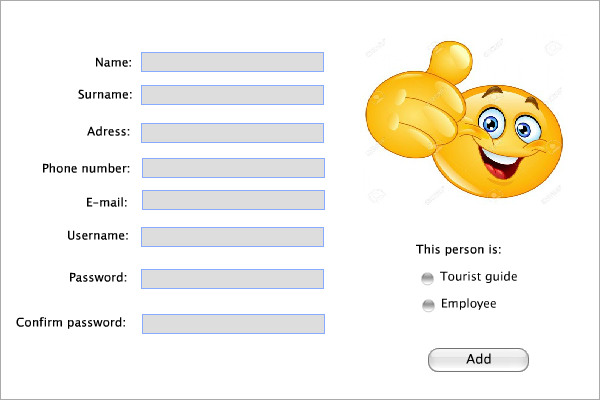 Name:
Surname:
Adress:
Phone number:
E-mail:
Username:
Password:
Confirm password:
This person is:
Tourist guide
Employee
Add